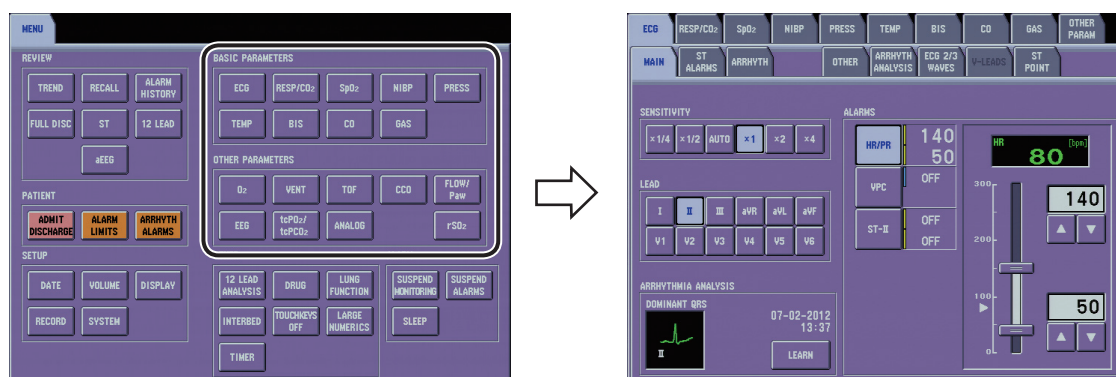 MENU
REVIEW
TREND
RECALL
ALARM
HISTORY
FULL DISC
ST
12 LEAD
aEEG
PATIENT
ADMIT
DISCHARGE
ALARM
LIMITS
ARRHYTH
ALARMS
SETUP
DATE
VOLUME
DISPLAY
RECORD
SYSTEM
BASIC PARAMETERS
ECG
RESP/CO2
SpO2
NIBP
PRESS
TEMP
BIS
CO
GAS
OTHER PARAMETERS
O2
VENT
TOF
CCO
FLOW/
Paw
EEG
tcPO2/
tcPCO2
ANALOG
rSO2
12 LEAD
ANALYSIS
DRUG
LUNG
FUNCTION
INTERBED
TOUCHKEYS
OFF
LARGE
NUMERICS
TIMER
SUSPEND
MONITORING
SUSPEND
ALARMS
SLEEP
ECG
RESP/CO2
SpO2
NIBP
PRESS
TEMP
BIS
CO
GAS
OTHER
PARAM
MAIN
ST
ALARMS
ARRHYTH
OTHER
ARRHYTH
ANALYSIS
ECG 2/3
WAVES
V-LEADS
ST
POINT
SENSITIVITY
×1/4
×1/2
AUTO
×1
×2
×4
LEAD
I
II
III
aVR
aVL
aVF
V1
V2
V3
V4
V5
V6
ARRHYTHMIA ANALYSIS
DOMINANT QRS
II
07-02-2012
13:37
LEARN
ALARMS
HR/PR
140
50
VPC
OFF
ST-II
OFF
OFF
HR
[bpm]
80
300
200
100
0
140
50